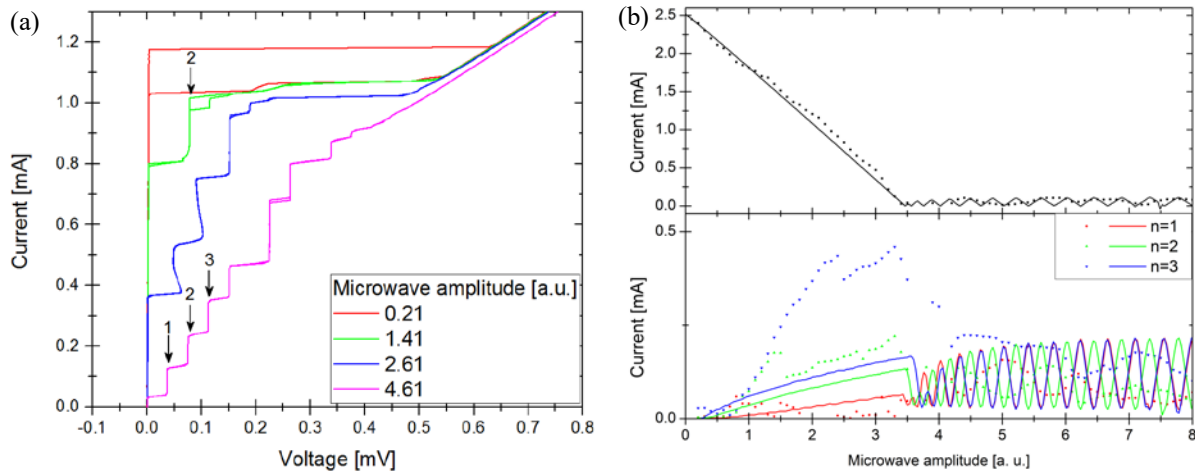 (a)
Current [mA]
1.2
1.0
0.8
0.6
0.4
0.2
0.0
2
3
2
1
Microwave amplitude [a.u.]
0.21
1.41
2.61
4.61
-0.1 0.0 0.1 0.2 0.3 0.4 0.5 0.6 0.7 0.8
Voltage [mV]
(b)
Current [mA]
2.5
2.0
1.5
1.0
0.5
0.0
Current [mA]
0.5
0.0
n=1
n=2
n=3
0 1 2 3 4 5 6 7 8
Microwave amplitude [a. u.]